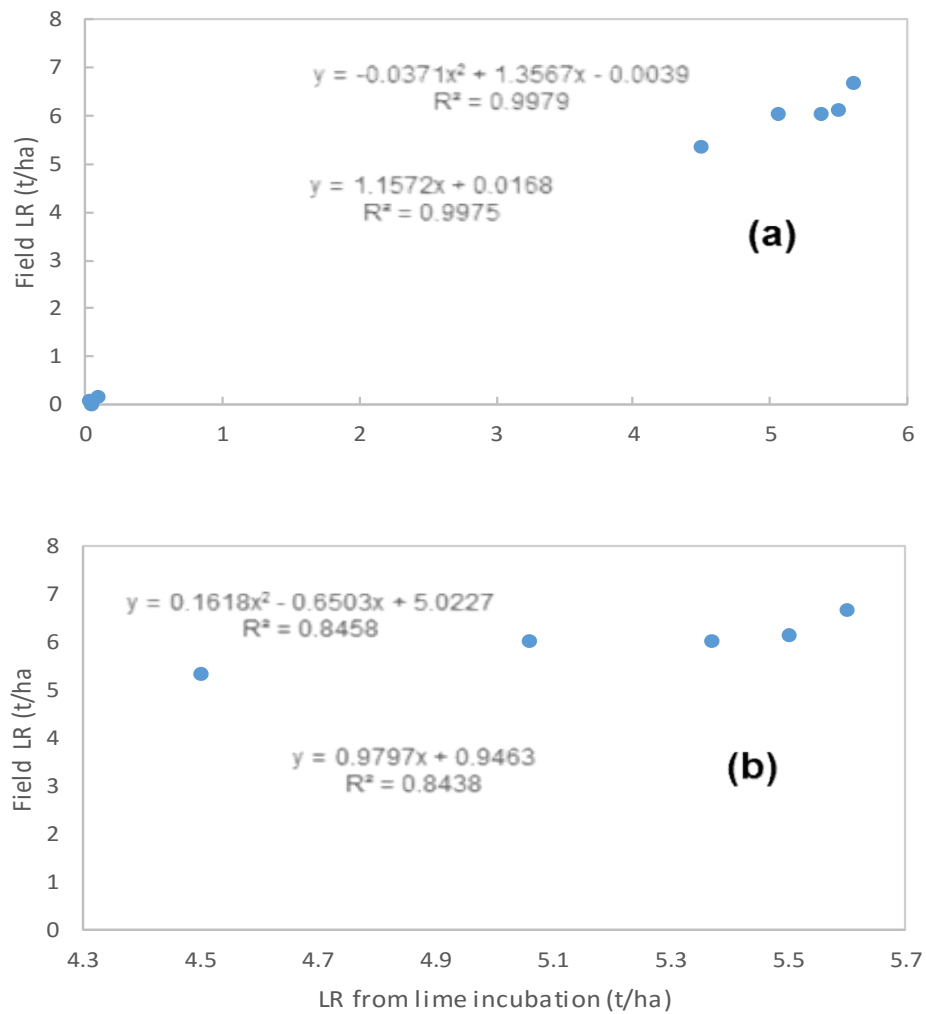 8
7
6
5
4
3
2
1
0
Field LR (t/ha)
y = -0.0371x² + 1.3567x - 0.0039
R² = 0.9979
y = 1.1572x + 0.0168
R² = 0.9975
(a)
0 1 2 3 4 5 6
8
7
6
5
4
3
2
1
0
Field LR (t/ha
y = 0.1618x² - 0.6503x + 5.0227
R² = 0.8458
y = 0.9797x + 0.9463
R² = 0.8438
(b)
4.3 4.5 4.7 4.9 5.1 5.3 5.5 5.7
LR from lime incubation (t/ha)